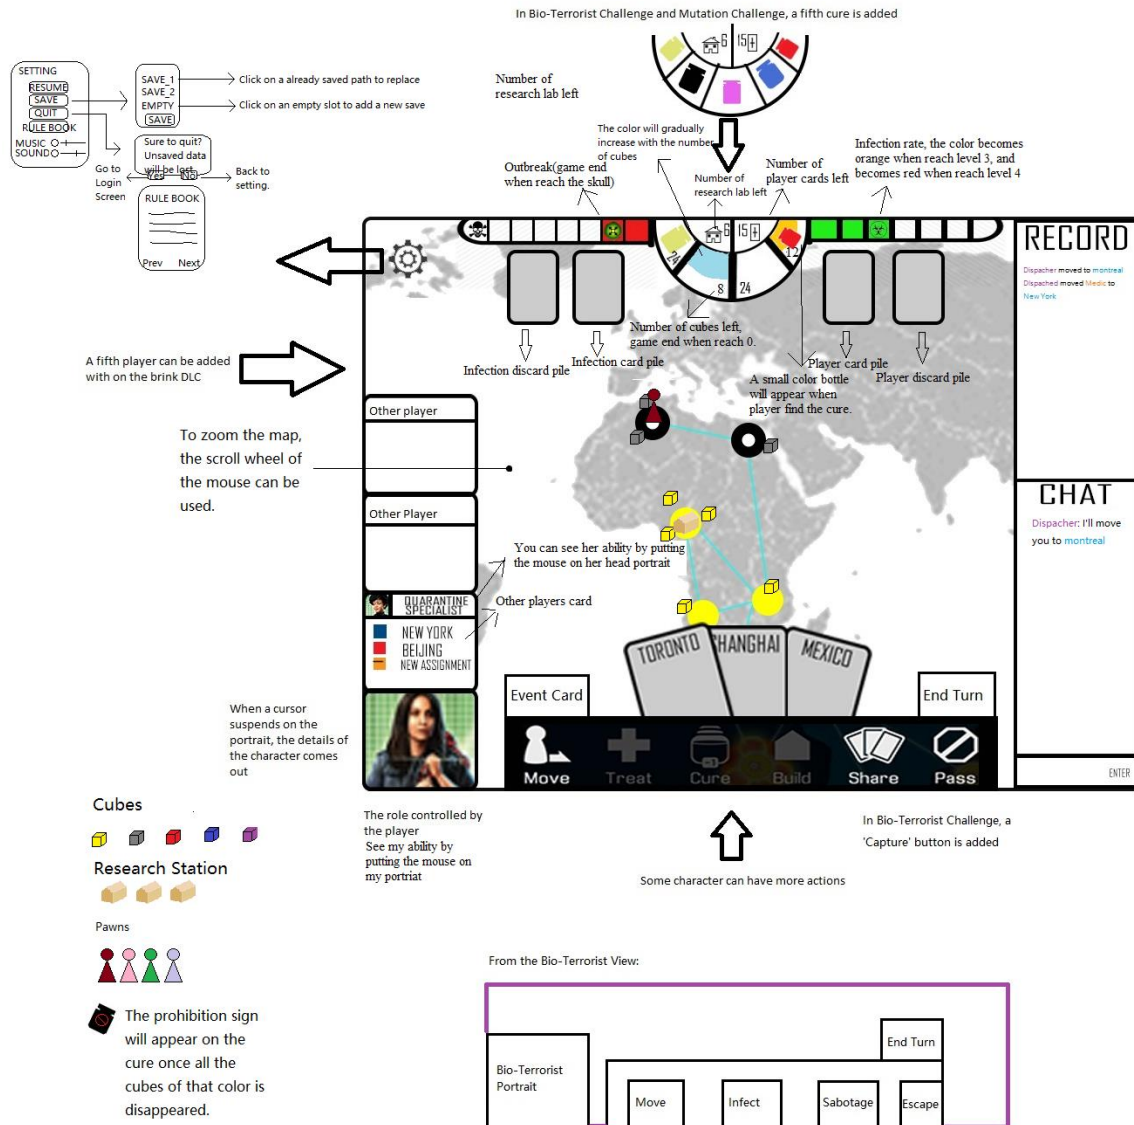 In Bio-Terrorist Challenge and Mutation Challenge, a fifth cure is added
6 15
SETTING
RESUME
SAVE
QUIT
RULE BOOK
MUSIC
SOUND
SAVE_1
SAVE_2
EMPTY
SAVE
Click on a already saved path to replace
Click on an empty slot to add a new save
Sure to quit?
Unsaved data
will be lost
Yes No
Go to
Login
Screen
Back to
setting.
RULE BOOK
Prev Next
Number of
research lab left
The color will gradually
increase with the number
of cubes
Outbreak(game end
when reach the skull)
Number of
research lab left
Number of
player cards left
Infection rate, the color becomes
orange when reach level 3, and
becomes red when reach level 4
6 15
24
8
24
12
RECORD
Dispacher moved to montreal
Dispached moved Medic to
New York
Number of cubes left,
game end when reach 0.
Infection discard pile
Infection card pile
Player card pile
Player discard pile
A small color bottle
will appear when
player find the cure.
A fifth player can be added
with on the brink DLC
To zoom the map,
the scroll wheel of
the mouse can be
used.
Other player
Other Player
CHAT
Dispacher: I'll move
you to montreal
You can see her ability by putting
the mouse on her head portrait
Other players card
QUARANTINE
SPECIALIST
NEW YORK
BEIJING
NEW ASSIGNMENT
TORONTO
SHANGHAI
MEXICO
Event Card
End Turn
When a cursor
suspends on the
portrait, the details of
the character comes
out
Move
Treat
Cure
Build
Share
Pass
ENTER
The role controlled by
the player
See my ability by
putting the mouse on
my portriat
In Bio-Terrorist Challenge, a
'Capture' button is added
Some character can have more actions
Cubes
Research Station
Pawns
The prohibition sign
will appear on the
cure once all the
cubes of that color is
disappeared.
From the Bio-Terrorist View:
End Turn
Bio-Terrorist
Portrait
Move
Infect
Sabotage
Escape